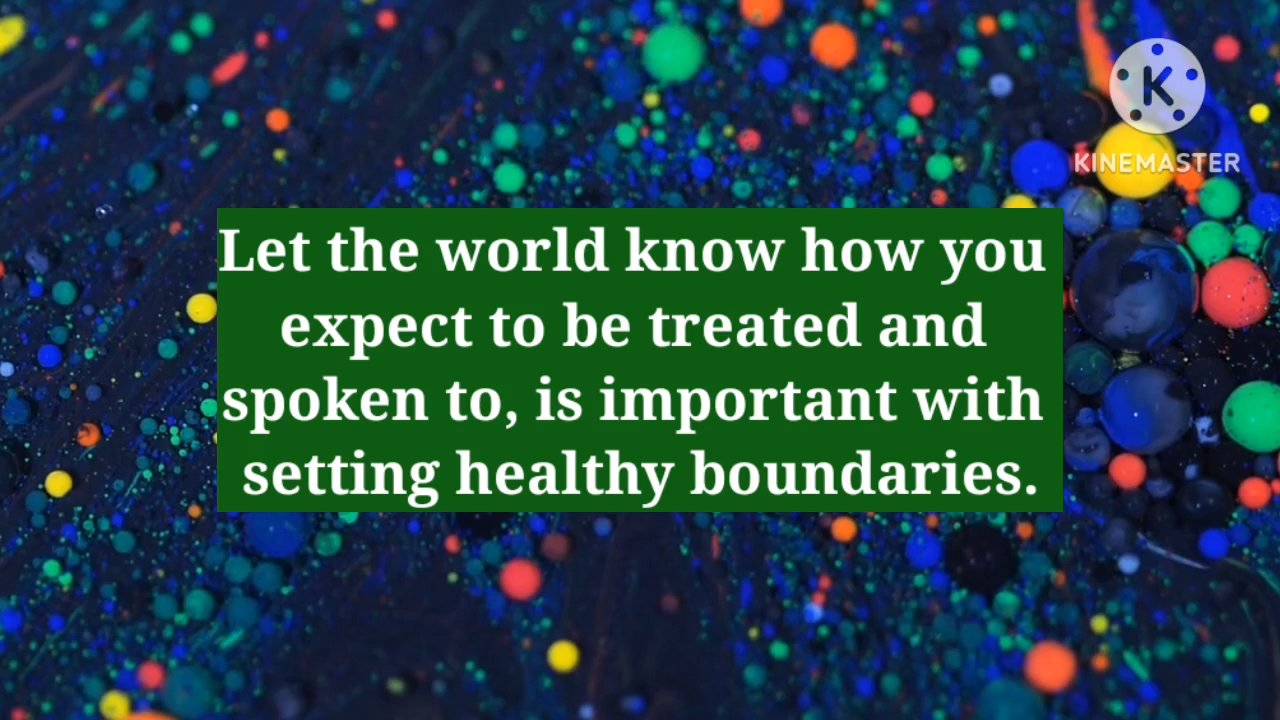 K
KINEMASTER
Let the world know how you
expect to be treated and
spoken to, is important with
setting healthy boundaries.